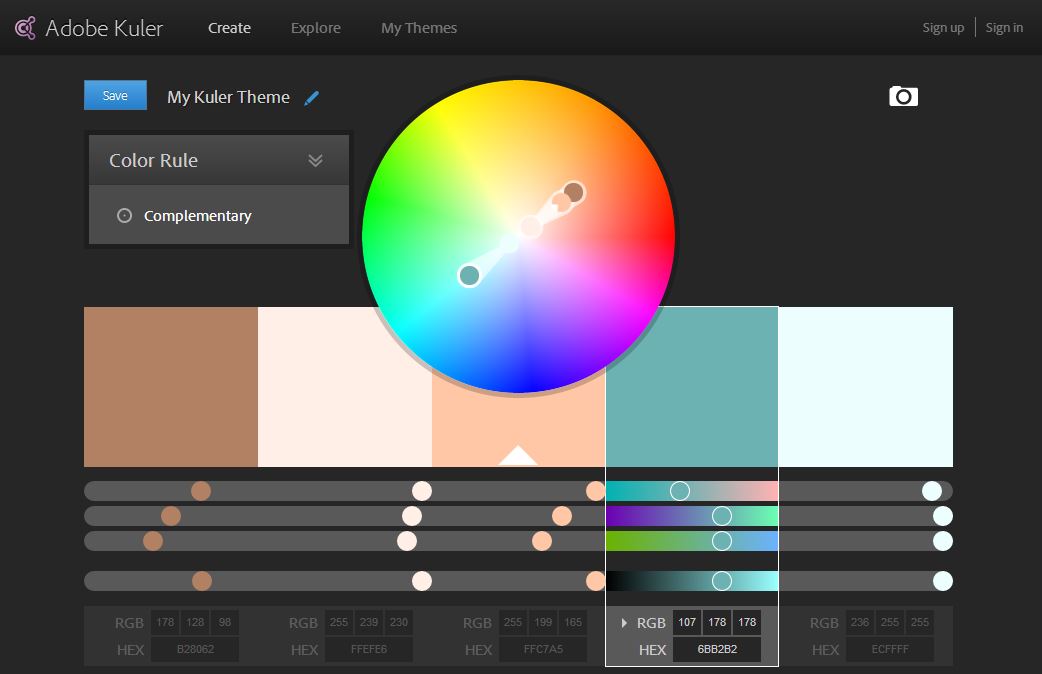 Adobe Kuler Create Explore My Themes Sign up Sign in
Save My Kuler Theme
Color Rule
Complementary
RGB 178 128 98 RGB 255 239 230 RGB 255 199 165 RGB 107 178 178 RGB 236 255 255
HEX B28062 HEX FFEFE6 HEX FFC7A5 HEX 6BB2B2 HEX ECFFFF